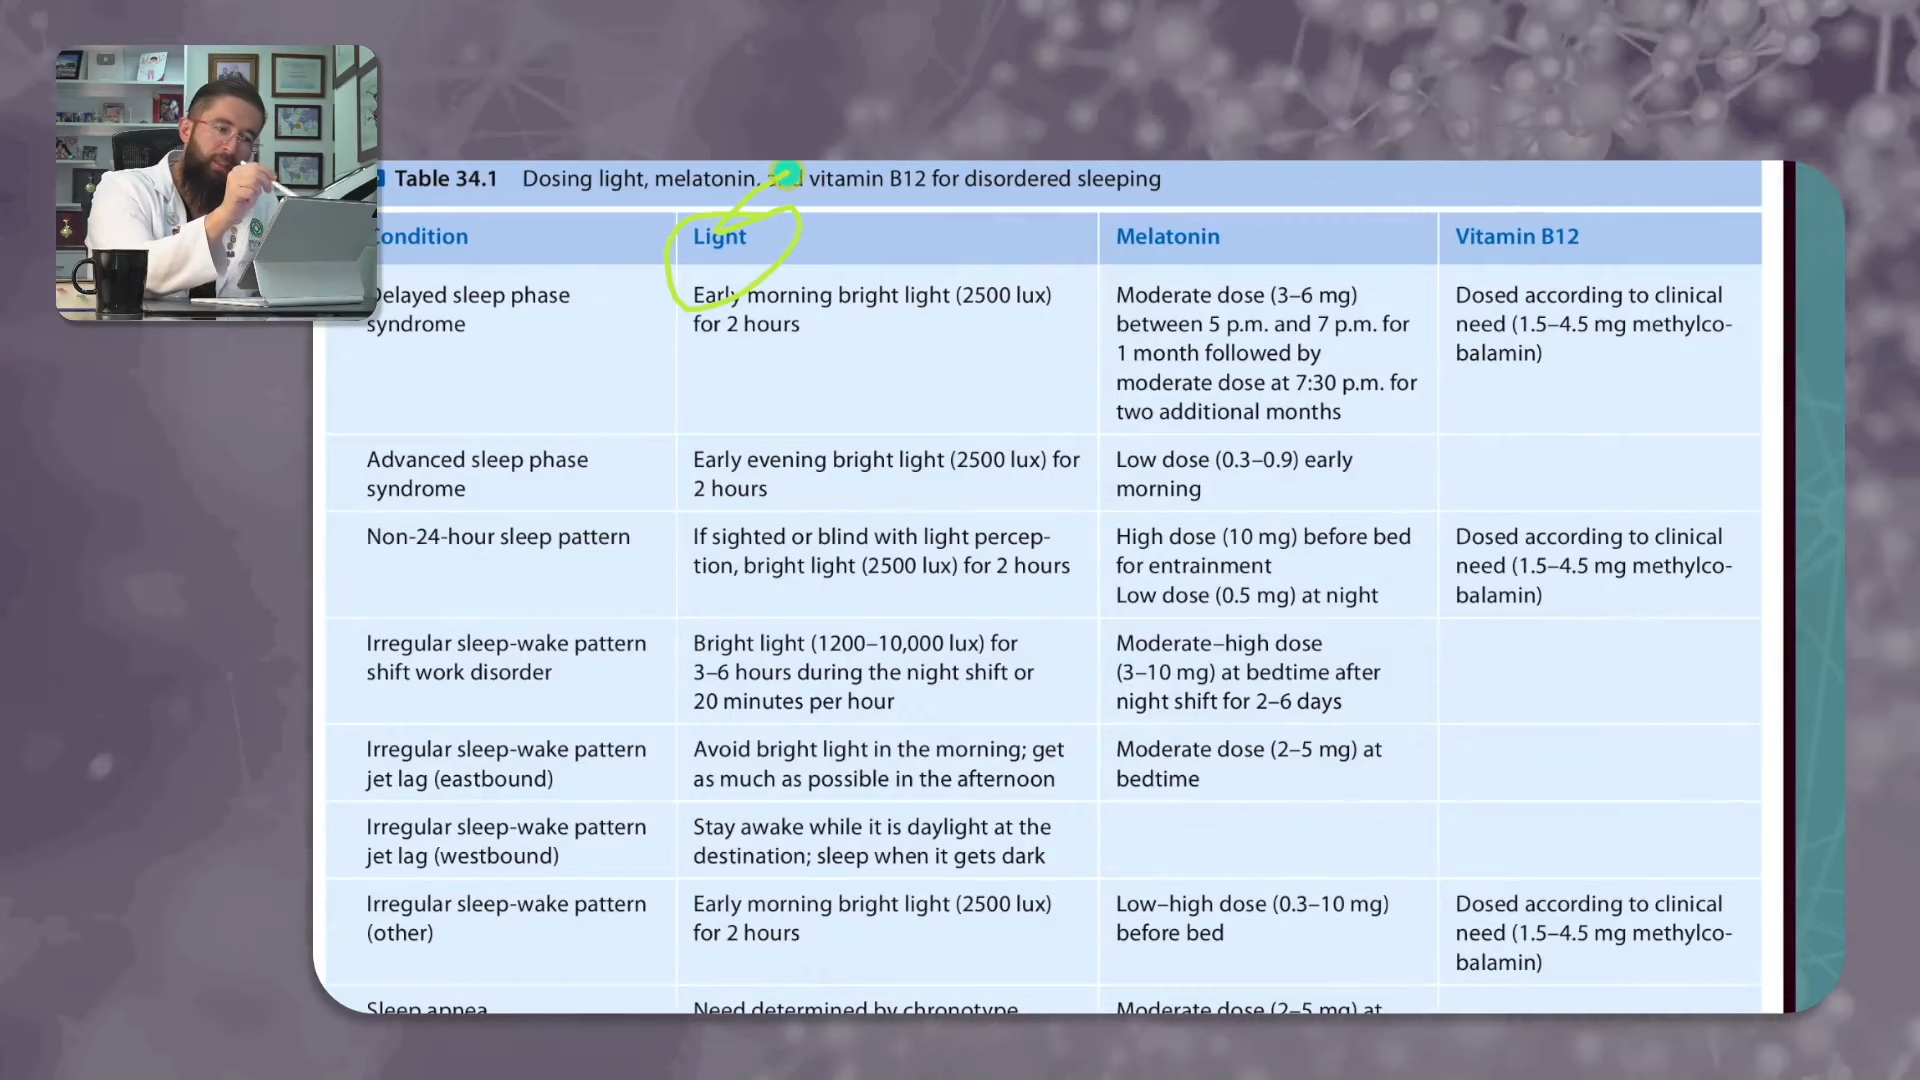 Table 34.1 Dosing light, melatonin, vitamin B12 for disordered sleeping
Condition Light Melatonin Vitamin B12
Delayed sleep phase
syndrome
Early morning bright light (2500 lux)
for 2 hours
Moderate dose (3–6 mg)
between 5 p.m. and 7 p.m. for
1 month followed by
moderate dose at 7:30 p.m. for
two additional months
Dosed according to clinical
need (1.5–4.5 mg methylco-
balamin)
Advanced sleep phase
syndrome
Early evening bright light (2500 lux) for
2 hours
Low dose (0.3–0.9) early
morning
Non-24-hour sleep pattern
If sighted or blind with light percep-
tion, bright light (2500 lux) for 2 hours
High dose (10 mg) before bed
for entrainment
Low dose (0.5 mg) at night
Dosed according to clinical
need (1.5–4.5 mg methylco-
balamin)
Irregular sleep-wake pattern
shift work disorder
Bright light (1200–10,000 lux) for
3–6 hours during the night shift or
20 minutes per hour
Moderate–high dose
(3–10 mg) at bedtime after
night shift for 2–6 days
Irregular sleep-wake pattern
jet lag (eastbound)
Avoid bright light in the morning; get
as much as possible in the afternoon
Moderate dose (2–5 mg) at
bedtime
Irregular sleep-wake pattern
jet lag (westbound)
Stay awake while it is daylight at the
destination; sleep when it gets dark
Irregular sleep-wake pattern
(other)
Early morning bright light (2500 lux)
for 2 hours
Low–high dose (0.3–10 mg)
before bed
Dosed according to clinical
need (1.5–4.5 mg methylco-
balamin)
Sleep apnea
Need determined by chronotype
Moderate dose (2–5 mg) at